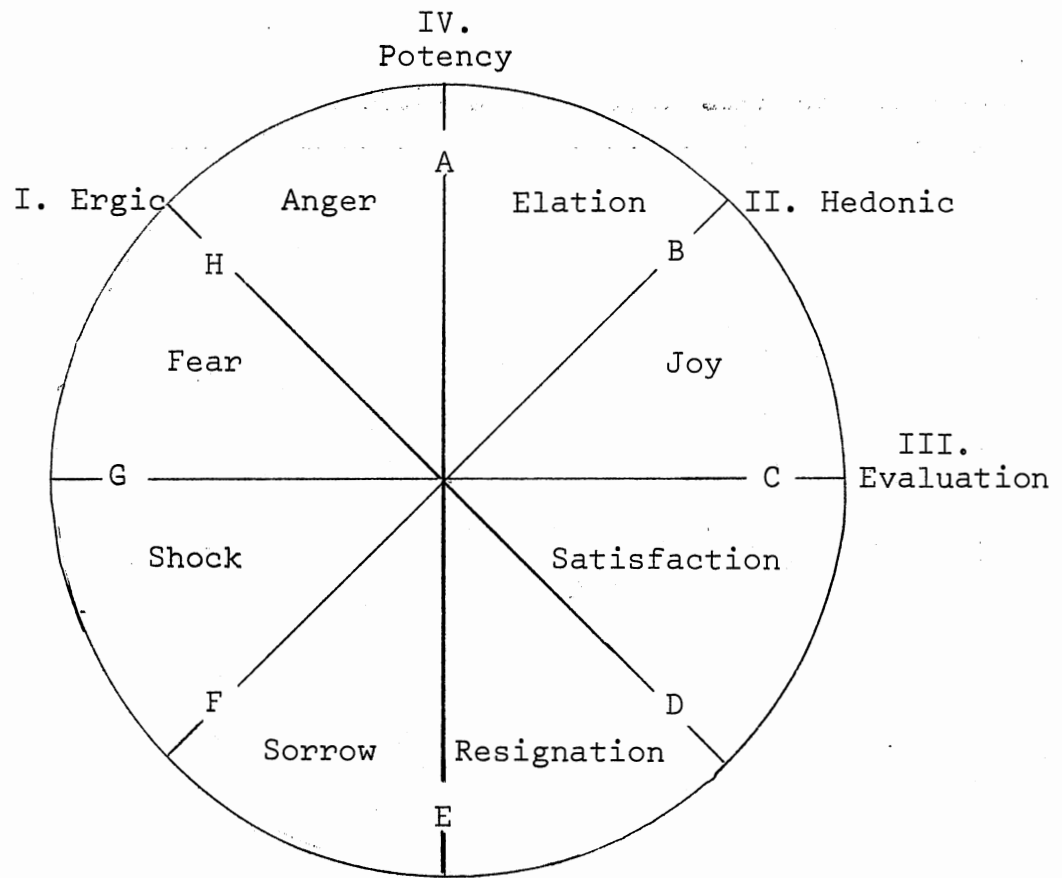 IV.
Potency
A
I. Ergic
Anger
Elation
II. Hedonic
H
B
Fear
Joy
III.
Evaluation
G
C
Shock
Satisfaction
F
D
Sorrow
Resignation
E